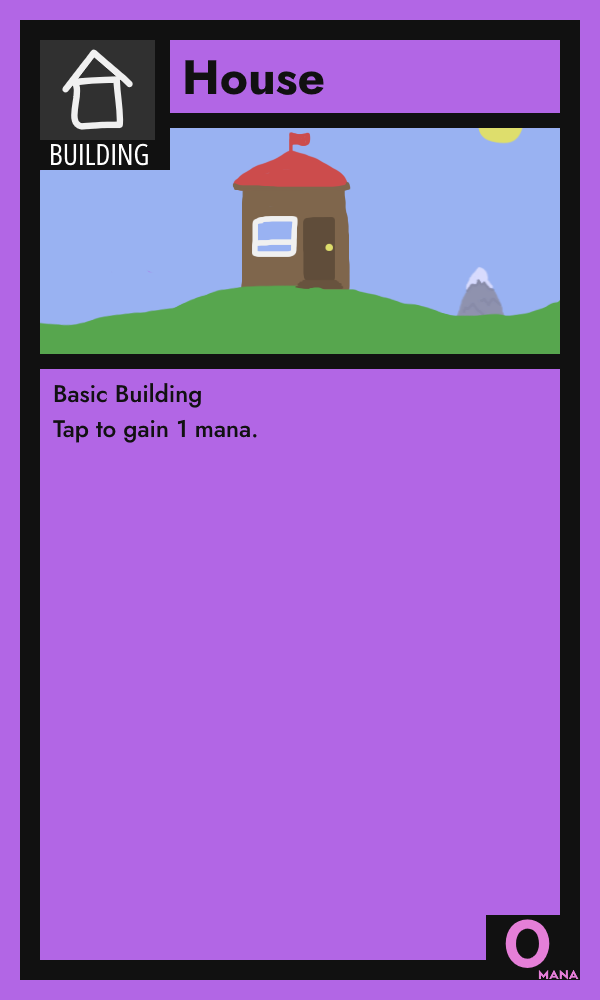 House
BUILDING
Basic Building
Tap to gain 1 mana.
0
MANA